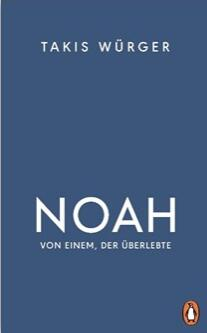 TAKIS WÜRGER
NOAH
VON EINEM, DER ÜBERLEBTE